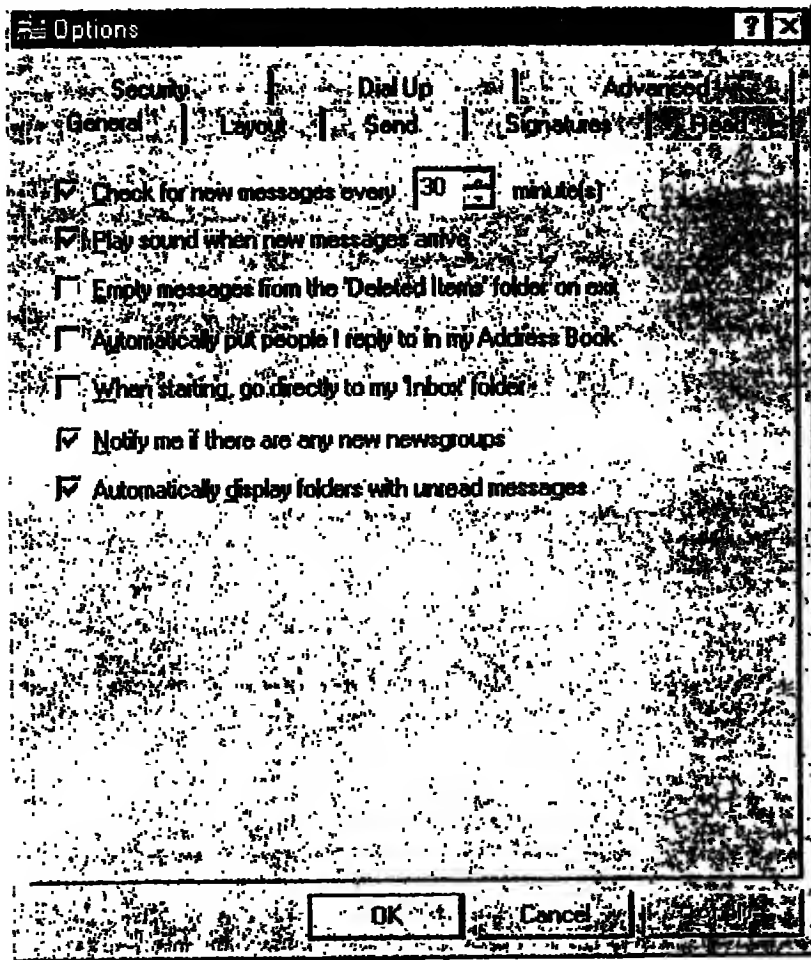 Options
Security Dial Up Advanced
General Layout Send Signatures Read
Check for new messages every 30 minute(s)
Play sound when new messages arrive
Empty messages from the 'Deleted Items' folder on exit
Automatically put people I reply to in my Address Book
When starting, go directly to my 'Inbox' folder
Notify me if there are any new newsgroups
Automatically display folders with unread messages
OK Cancel